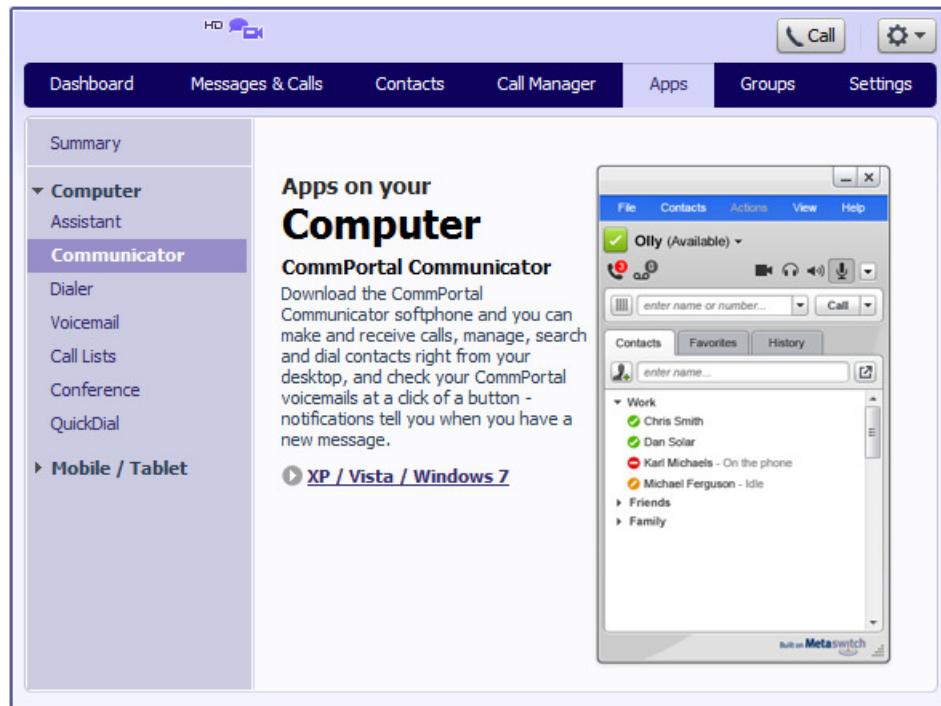 HD
Call
Dashboard Messages & Calls Contacts Call Manager Apps Groups Settings
Summary
Computer
Assistant
Communicator
Dialer
Voicemail
Call Lists
Conference
QuickDial
Mobile / Tablet
Apps on your
Computer
CommPortal Communicator
Download the CommPortal
Communicator softphone and you can
make and receive calls, manage, search
and dial contacts right from your
desktop, and check your CommPortal
voicemails at a click of a button -
notifications tell you when you have a
new message.
XP / Vista / Windows 7
File Contacts Actions View Help
Olly (Available)
3 0
enter name or number... Call
Contacts Favorites History
enter name...
Work
Chris Smith
Dan Solar
Karl Michaels - On the phone
Michael Ferguson - Idle
Friends
Family
Built on Metaswitch